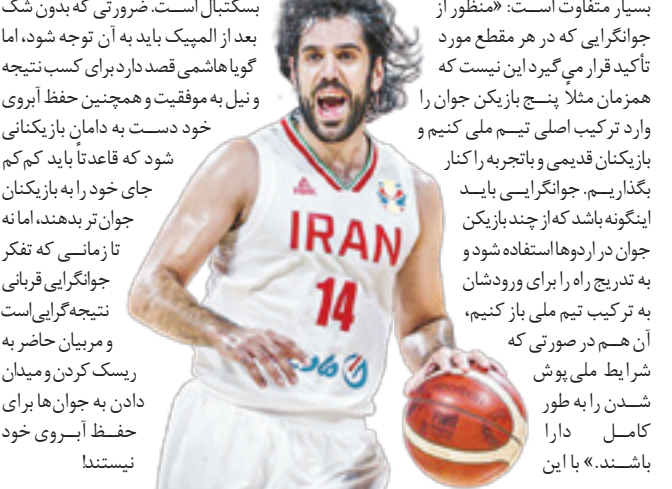 بسیار متفاوت است: «منظور از
جوانگرایی که در هر مقطع مورد
تأکید قرار می‌گیرد این نیست که
همزمان مثلاً پنج بازیکن جوان را
وارد ترکیب اصلی تیم ملی کنیم و
بازیکنان قدیمی و باتجربه را کنار
بگذاریم. جوانگرایی باید
اینگونه باشد که از چند بازیکن
جوان در اردوها استفاده شود و
به تدریج راه را برای ورودشان
به ترکیب تیم ملی باز کنیم،
آن هم در صورتی که
شرایط ملی پوش
شدن را به طور
کامل دارا
باشند.» با این
بسکتبال است. ضرورتی که بدون شک
بعد از المپیک باید به آن توجه شود، اما
گویا هاشمی قصد دارد برای کسب نتیجه
و نیل به موفقیت و همچنین حفظ آبروی
خود دست به دامان بازیکنانی
شود که قاعدتاً باید کم کم
جای خود را به بازیکنان
جوان‌تر بدهند، اما نه
تا زمانی که تفکر
جوانگرایی قربانی
نتیجه‌گرایی است
و مربیان حاضر به
ریسک کردن و میدان
دادن به جوان‌ها برای
حفظ آبروی خود
نیستند!
IRAN
14